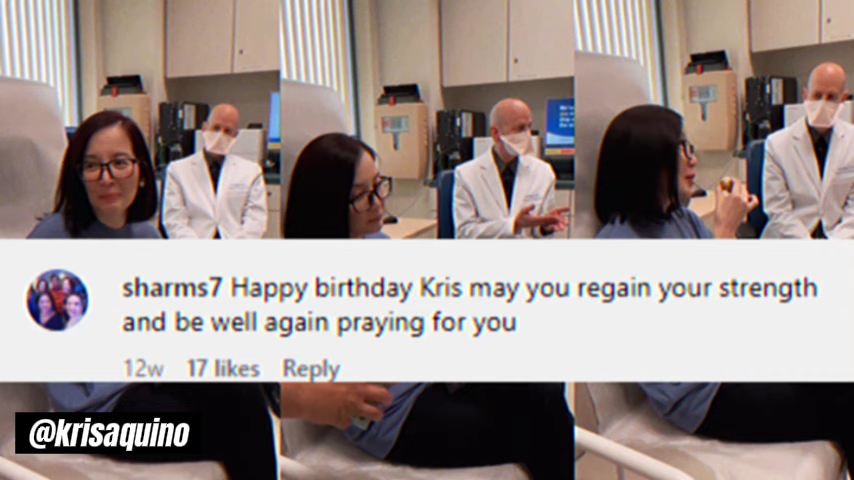 sharms7 Happy birthday Kris may you regain your strength
and be well again praying for you
12w 17 likes Reply
@krisaquino